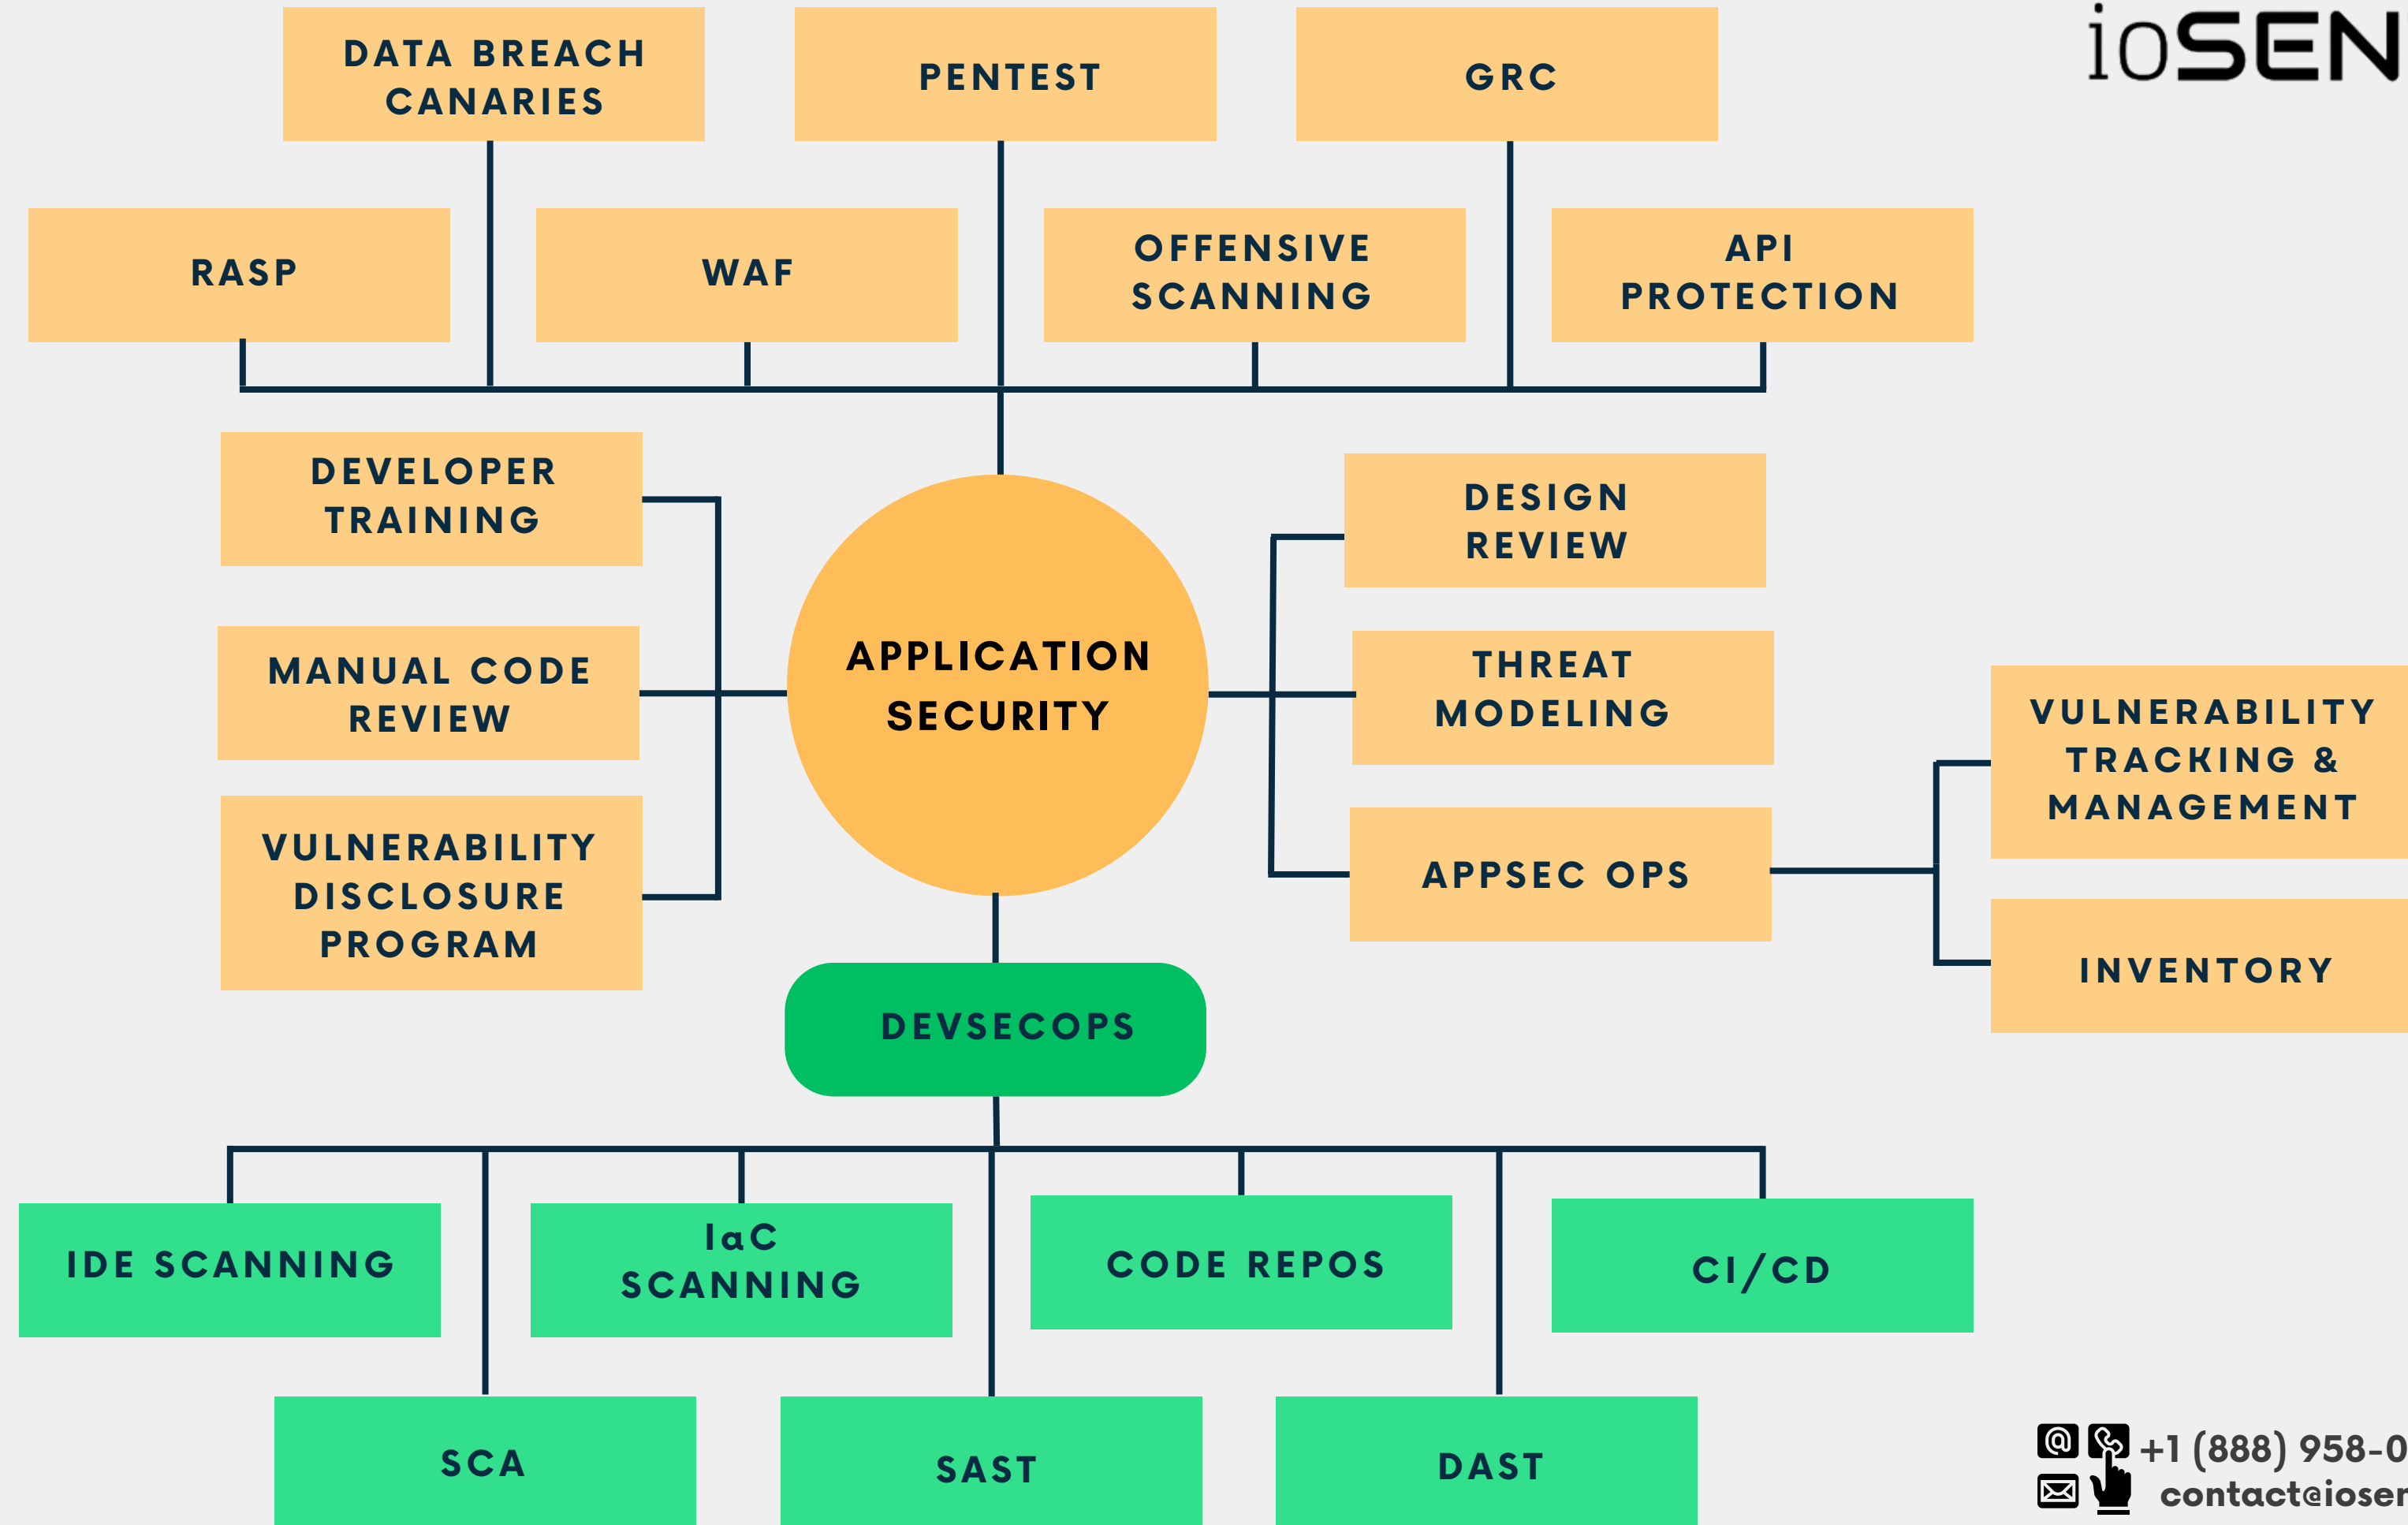 DATA BREACH
CANARIES
PENTEST
GRC
ioSEN
RASP
WAF
OFFENSIVE
SCANNING
API
PROTECTION
DEVELOPER
TRAINING
DESIGN
REVIEW
APPLICATION
SECURITY
MANUAL CODE
REVIEW
THREAT
MODELING
VULNERABILITY
TRACKING &
MANAGEMENT
VULNERABILITY
DISCLOSURE
PROGRAM
APPSEC OPS
INVENTORY
DEVSECOPS
IDE SCANNING
IaC
SCANNING
CODE REPOS
CI/CD
SCA
SAST
DAST
+1 (888) 958-0
contact@ioser